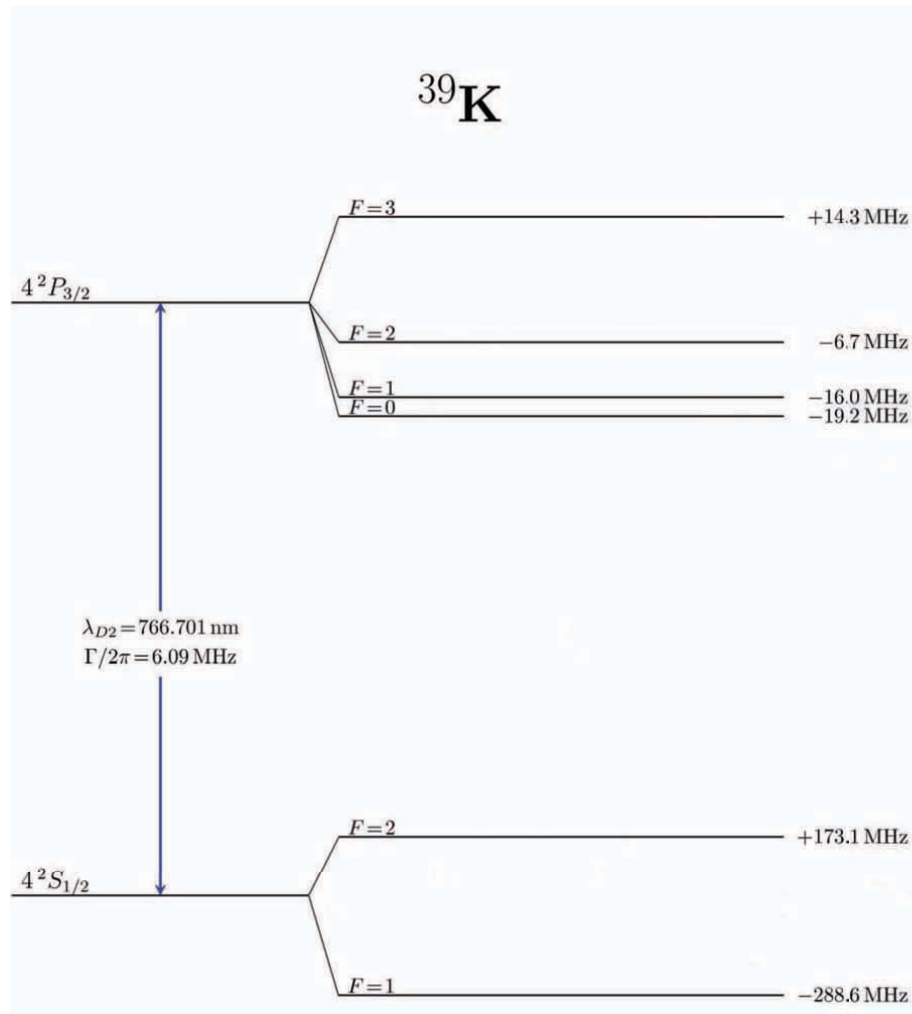 ³⁹K
F=3
+14.3 MHz
4 ²P₃/₂
F=2
−6.7 MHz
F=1
−16.0 MHz
F=0
−19.2 MHz
λ_D2=766.701 nm
Γ/2π=6.09 MHz
F=2
+173.1 MHz
4 ²S₁/₂
F=1
−288.6 MHz